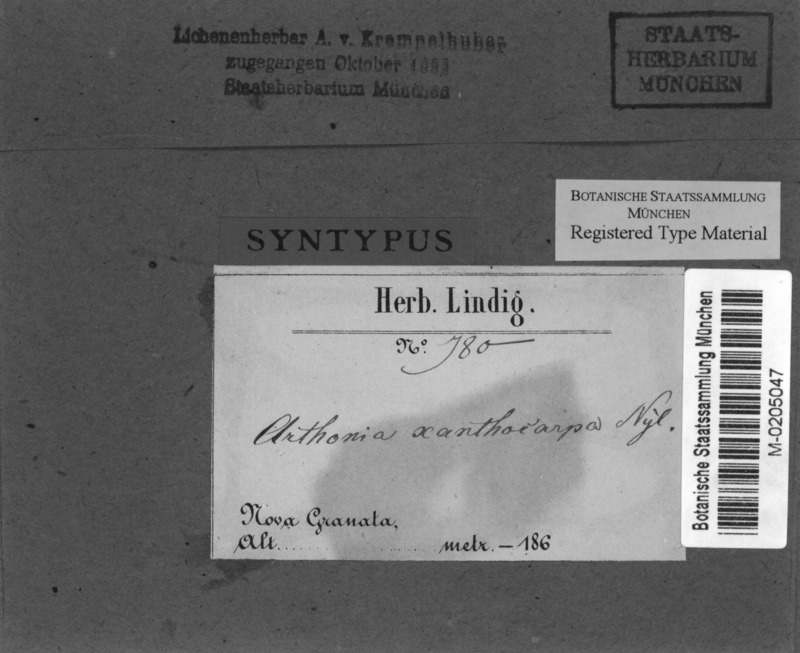 Lichenenherbar A. v. Krempelhuber
zugegangen Oktober
Staatsherbarium München
STAATS-
HERBARIUM
MÜNCHEN
BOTANISCHE STAATSSAMMLUNG
MÜNCHEN
Registered Type Material
SYNTYPUS
Herb. Lindig.
No. 780
Arthonia xanthocarpa Nyl.
Nova Granata,
Alt. metr. – 186
Botanische Staatssammlung München
M-0205047